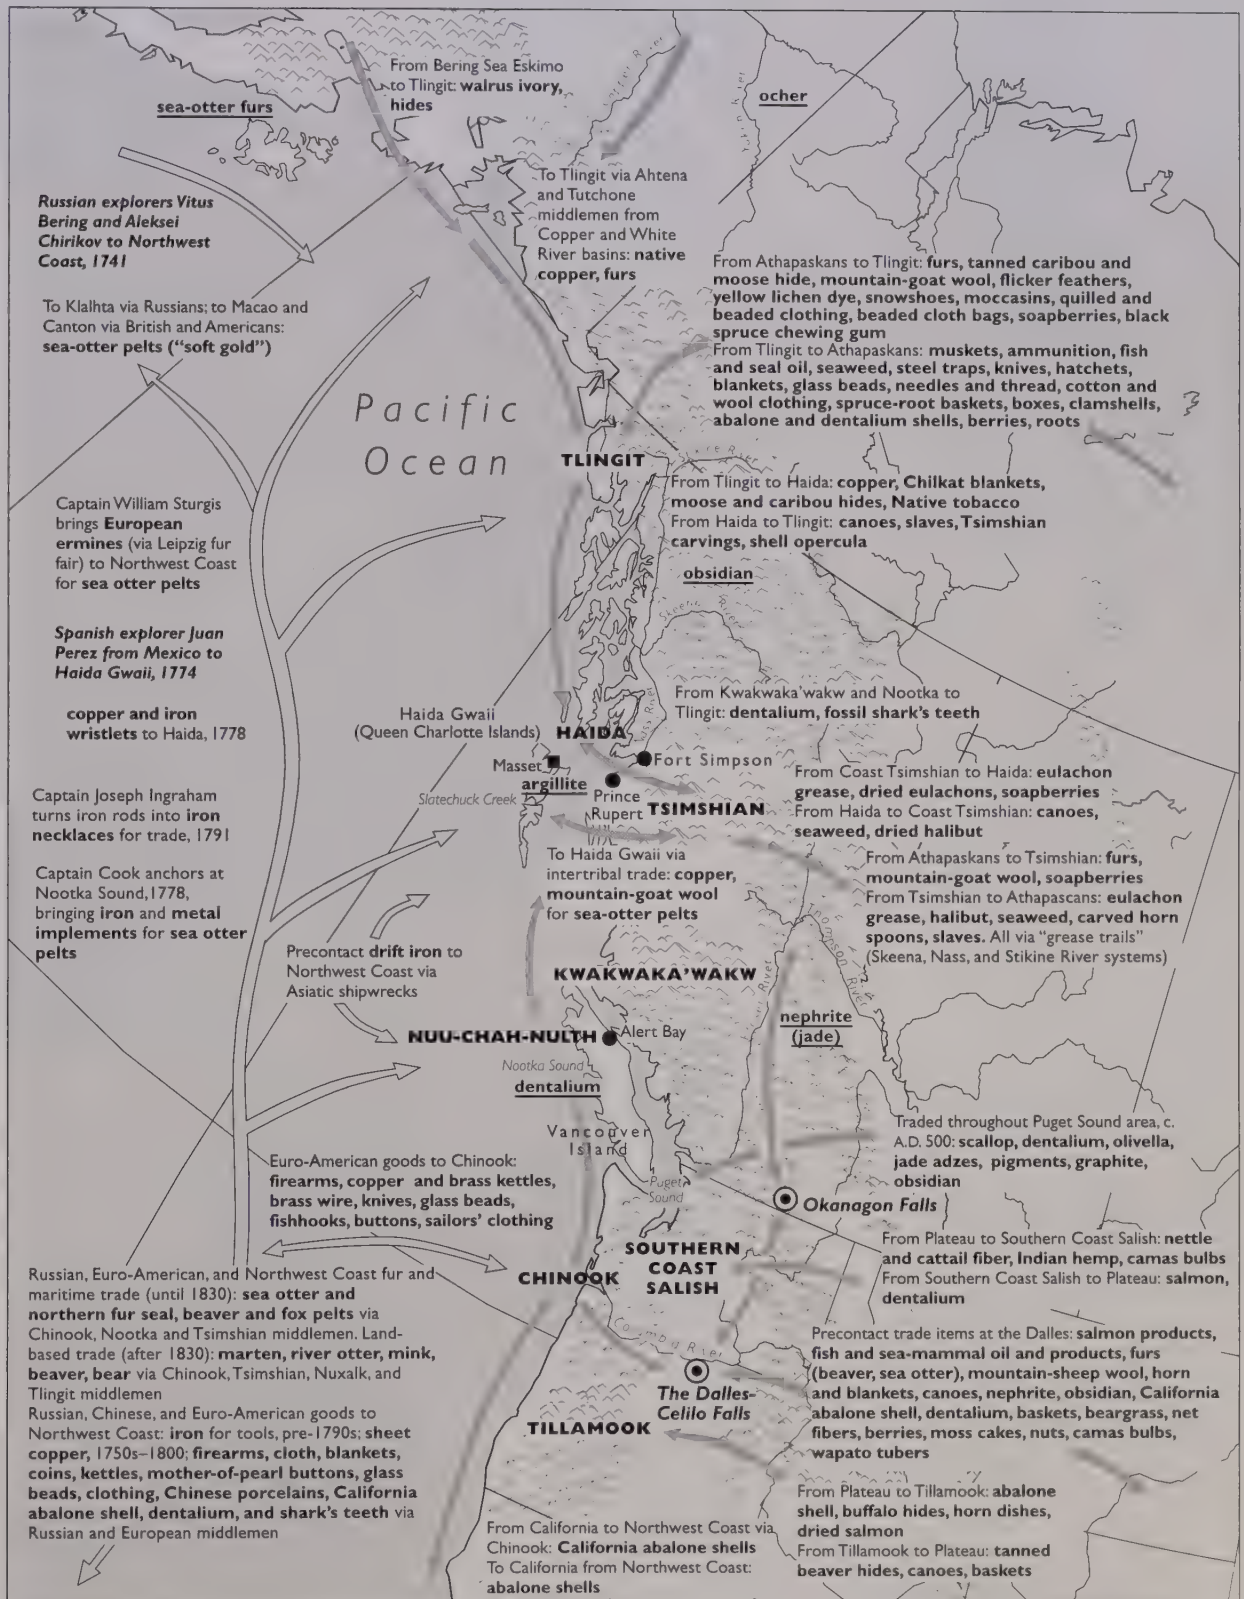 From Bering Sea Eskimo
to Tlingit: walrus ivory,
hides
sea-otter furs
ocher
River
Yukon River
To Tlingit via Ahtena
and Tutchone
middlemen from
Copper and White
River basins: native
copper, furs
Russian explorers Vitus
Bering and Aleksei
Chirikov to Northwest
Coast, 1741
From Athapaskans to Tlingit: furs, tanned caribou and
moose hide, mountain-goat wool, flicker feathers,
yellow lichen dye, snowshoes, moccasins, quilled and
beaded clothing, beaded cloth bags, soapberries, black
spruce chewing gum
From Tlingit to Athapaskans: muskets, ammunition, fish
and seal oil, seaweed, steel traps, knives, hatchets,
blankets, glass beads, needles and thread, cotton and
wool clothing, spruce-root baskets, boxes, clamshells,
abalone and dentalium shells, berries, roots
To Klalhta via Russians; to Macao and
Canton via British and Americans:
sea-otter pelts (“soft gold”)
Pacific
Ocean
TLINGIT
River
From Tlingit to Haida: copper, Chilkat blankets,
moose and caribou hides, Native tobacco
From Haida to Tlingit: canoes, slaves, Tsimshian
carvings, shell opercula
obsidian
Skeena River
Captain William Sturgis
brings European
ermines (via Leipzig fur
fair) to Northwest Coast
for sea otter pelts
Spanish explorer Juan
Perez from Mexico to
Haida Gwaii, 1774
copper and iron
wristlets to Haida, 1778
From Kwakwaka’wakw and Nootka to
Tlingit: dentalium, fossil shark’s teeth
Nass River
Haida Gwaii
(Queen Charlotte Islands)
HAIDA
Masset
Fort Simpson
argillite
Slatechuck Creek
Prince
Rupert
TSIMSHIAN
From Coast Tsimshian to Haida: eulachon
grease, dried eulachons, soapberries
From Haida to Coast Tsimshian: canoes,
seaweed, dried halibut
Captain Joseph Ingraham
turns iron rods into iron
necklaces for trade, 1791
Captain Cook anchors at
Nootka Sound,1778,
bringing iron and metal
implements for sea otter
pelts
To Haida Gwaii via
intertribal trade: copper,
mountain-goat wool
for sea-otter pelts
From Athapaskans to Tsimshian: furs,
mountain-goat wool, soapberries
From Tsimshian to Athapascans: eulachon
grease, halibut, seaweed, carved horn
spoons, slaves. All via “grease trails”
(Skeena, Nass, and Stikine River systems)
Thompson River
Precontact drift iron to
Northwest Coast via
Asiatic shipwrecks
KWAKWAKA’WAKW
River
nephrite
(jade)
NUU-CHAH-NULTH
Alert Bay
Nootka Sound
dentalium
Vancouver
Island
Puget
Sound
Traded throughout Puget Sound area, c.
A.D. 500: scallop, dentalium, olivella,
jade adzes, pigments, graphite,
obsidian
Okanagon Falls
Euro-American goods to Chinook:
firearms, copper and brass kettles,
brass wire, knives, glass beads,
fishhooks, buttons, sailors’ clothing
From Plateau to Southern Coast Salish: nettle
and cattail fiber, Indian hemp, camas bulbs
From Southern Coast Salish to Plateau: salmon,
dentalium
SOUTHERN
COAST
SALISH
CHINOOK
Columbia River
Russian, Euro-American, and Northwest Coast fur and
maritime trade (until 1830): sea otter and
northern fur seal, beaver and fox pelts via
Chinook, Nootka and Tsimshian middlemen. Land-
based trade (after 1830): marten, river otter, mink,
beaver, bear via Chinook, Tsimshian, Nuxalk, and
Tlingit middlemen
Russian, Chinese, and Euro-American goods to
Northwest Coast: iron for tools, pre-1790s; sheet
copper, 1750s–1800; firearms, cloth, blankets,
coins, kettles, mother-of-pearl buttons, glass
beads, clothing, Chinese porcelains, California
abalone shell, dentalium, and shark’s teeth via
Russian and European middlemen
Precontact trade items at the Dalles: salmon products,
fish and sea-mammal oil and products, furs
(beaver, sea otter), mountain-sheep wool, horn
and blankets, canoes, nephrite, obsidian, California
abalone shell, dentalium, baskets, beargrass, net
fibers, berries, moss cakes, nuts, camas bulbs,
wapato tubers
The Dalles-
Celilo Falls
TILLAMOOK
From Plateau to Tillamook: abalone
shell, buffalo hides, horn dishes,
dried salmon
From Tillamook to Plateau: tanned
beaver hides, canoes, baskets
From California to Northwest Coast via
Chinook: California abalone shells
To California from Northwest Coast:
abalone shells